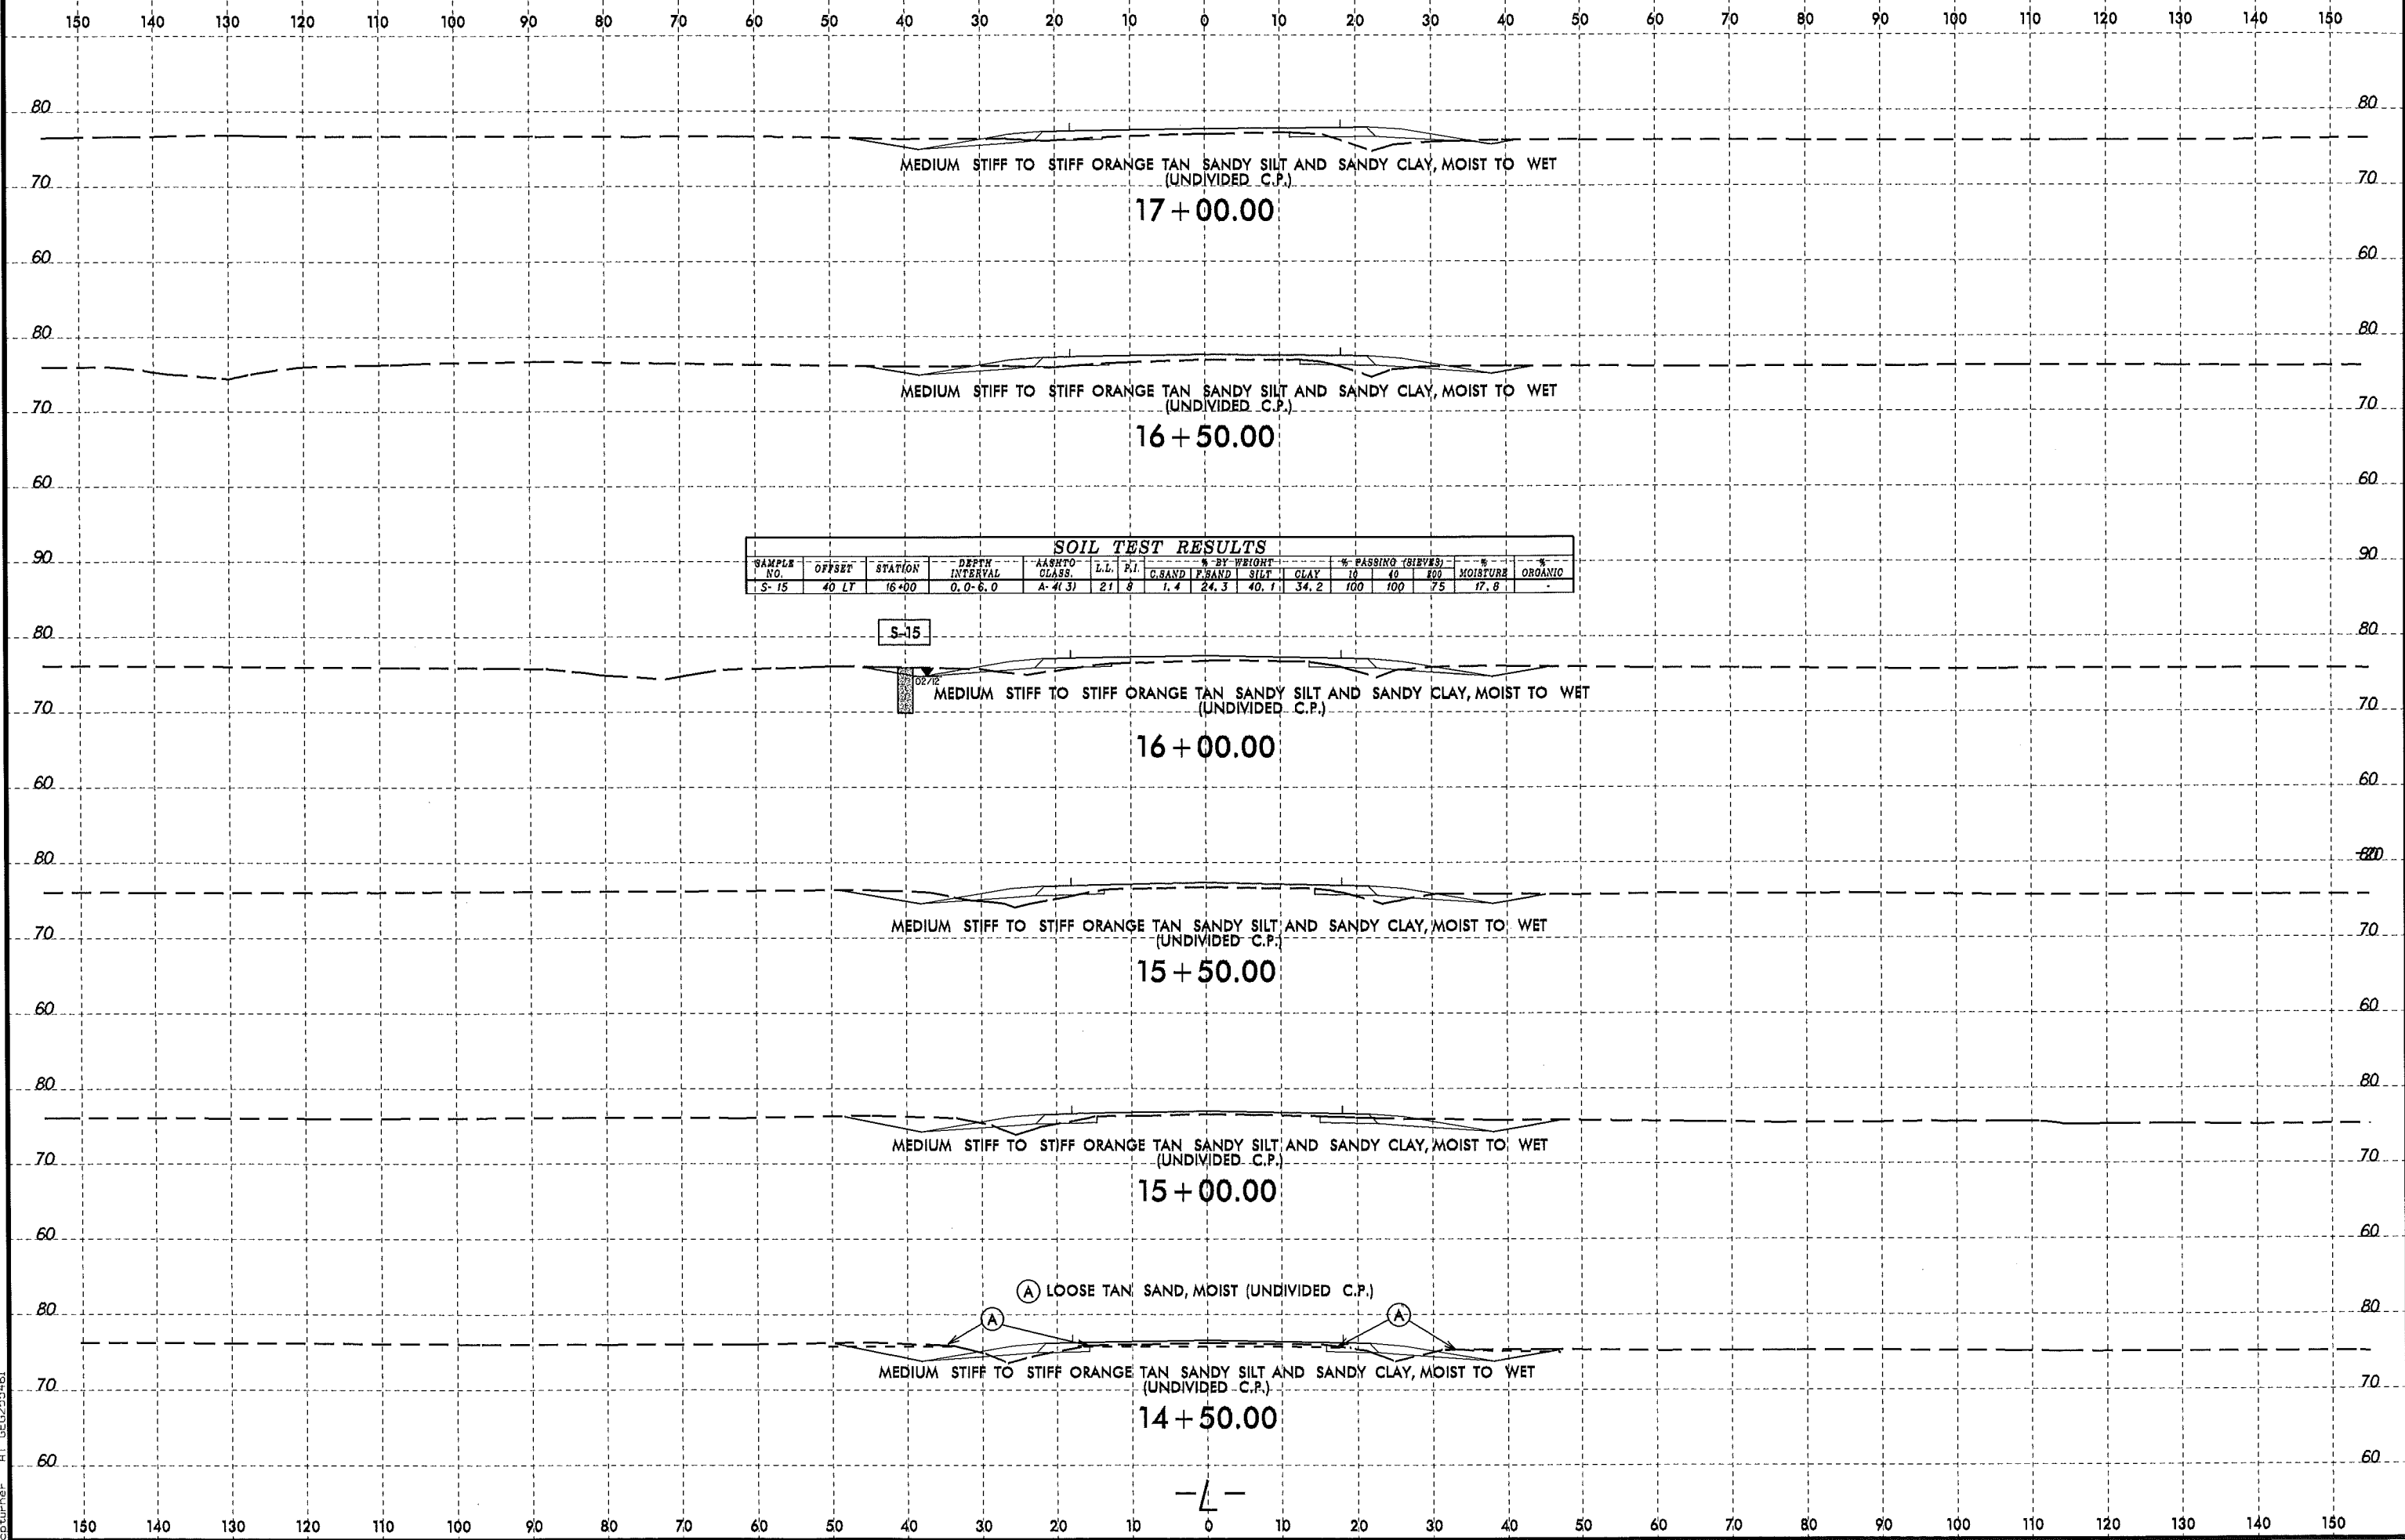 150 140 130 120 110 100 90 80 70 60 50 40 30 20 10 0 10 20 30 40 50 60 70 80 90 100 110 120 130 140 150
80 80
MEDIUM STIFF TO STIFF ORANGE TAN SANDY SILT AND SANDY CLAY, MOIST TO WET
70 (UNDIVIDED C.P.) 70
17+00.00
60 60
80 80
MEDIUM STIFF TO STIFF ORANGE TAN SANDY SILT AND SANDY CLAY, MOIST TO WET
70 (UNDIVIDED C.P.) 70
16+50.00
60 60
SOIL TEST RESULTS
90 90
SAMPLE NO. OFFSET STATION DEPTH INTERVAL AASHTO CLASS. L.L. P.I. % BY WEIGHT C.SAND F.SAND SILT CLAY % PASSING (SIEVES) 10 40 200 % MOISTURE % ORGANIC
S-15 40 LT 16+00 0.0-6.0 A-4(3) 21 8 1.4 24.3 40.1 34.2 100 100 75 17.8 -
80 S-15 80
02/12
MEDIUM STIFF TO STIFF ORANGE TAN SANDY SILT AND SANDY CLAY, MOIST TO WET
70 (UNDIVIDED C.P.) 70
16+00.00
60 60
80
MEDIUM STIFF TO STIFF ORANGE TAN SANDY SILT AND SANDY CLAY, MOIST TO WET
70 (UNDIVIDED C.P.) 70
15+50.00
60 60
80 80
MEDIUM STIFF TO STIFF ORANGE TAN SANDY SILT AND SANDY CLAY, MOIST TO WET
70 (UNDIVIDED C.P.) 70
15+00.00
60 60
A LOOSE TAN SAND, MOIST (UNDIVIDED C.P.)
80 A A 80
MEDIUM STIFF TO STIFF ORANGE TAN SANDY SILT AND SANDY CLAY, MOIST TO WET
70 (UNDIVIDED C.P.) 70
14+50.00
60 60
-L-
150 140 130 120 110 100 90 80 70 60 50 40 30 20 10 0 10 20 30 40 50 60 70 80 90 100 110 120 130 140 150